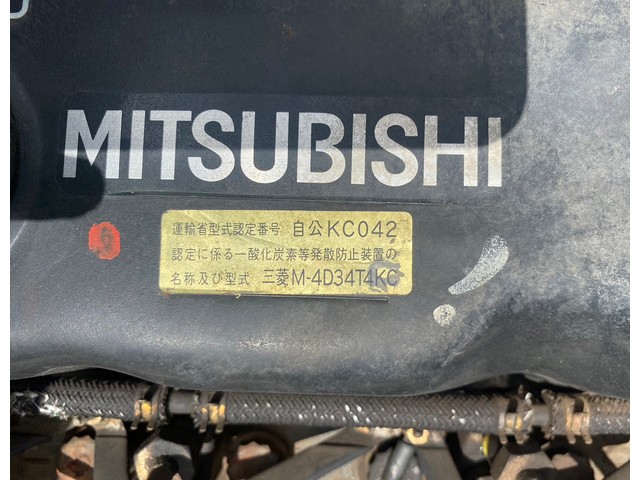 MITSUBISHI
運輸省型式認定番号 自公KC042
認定に係る一酸化炭素等発散防止装置の
名称及び型式 三菱M-4D34T4KC